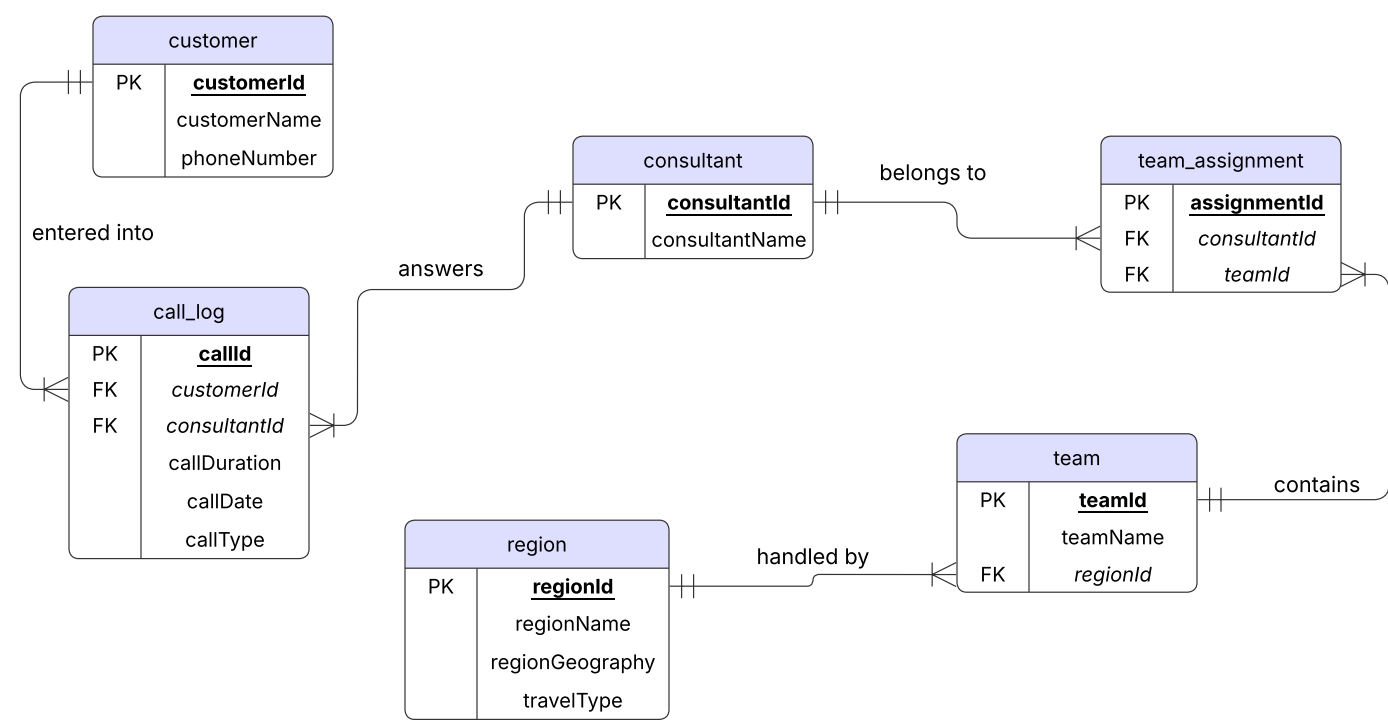 customer
PK customerId
customerName
phoneNumber
entered into
call_log
PK callId
FK customerId
FK consultantId
callDuration
callDate
callType
answers
consultant
PK consultantId
consultantName
belongs to
team_assignment
PK assignmentId
FK consultantId
FK teamId
contains
team
PK teamId
teamName
FK regionId
handled by
region
PK regionId
regionName
regionGeography
travelType